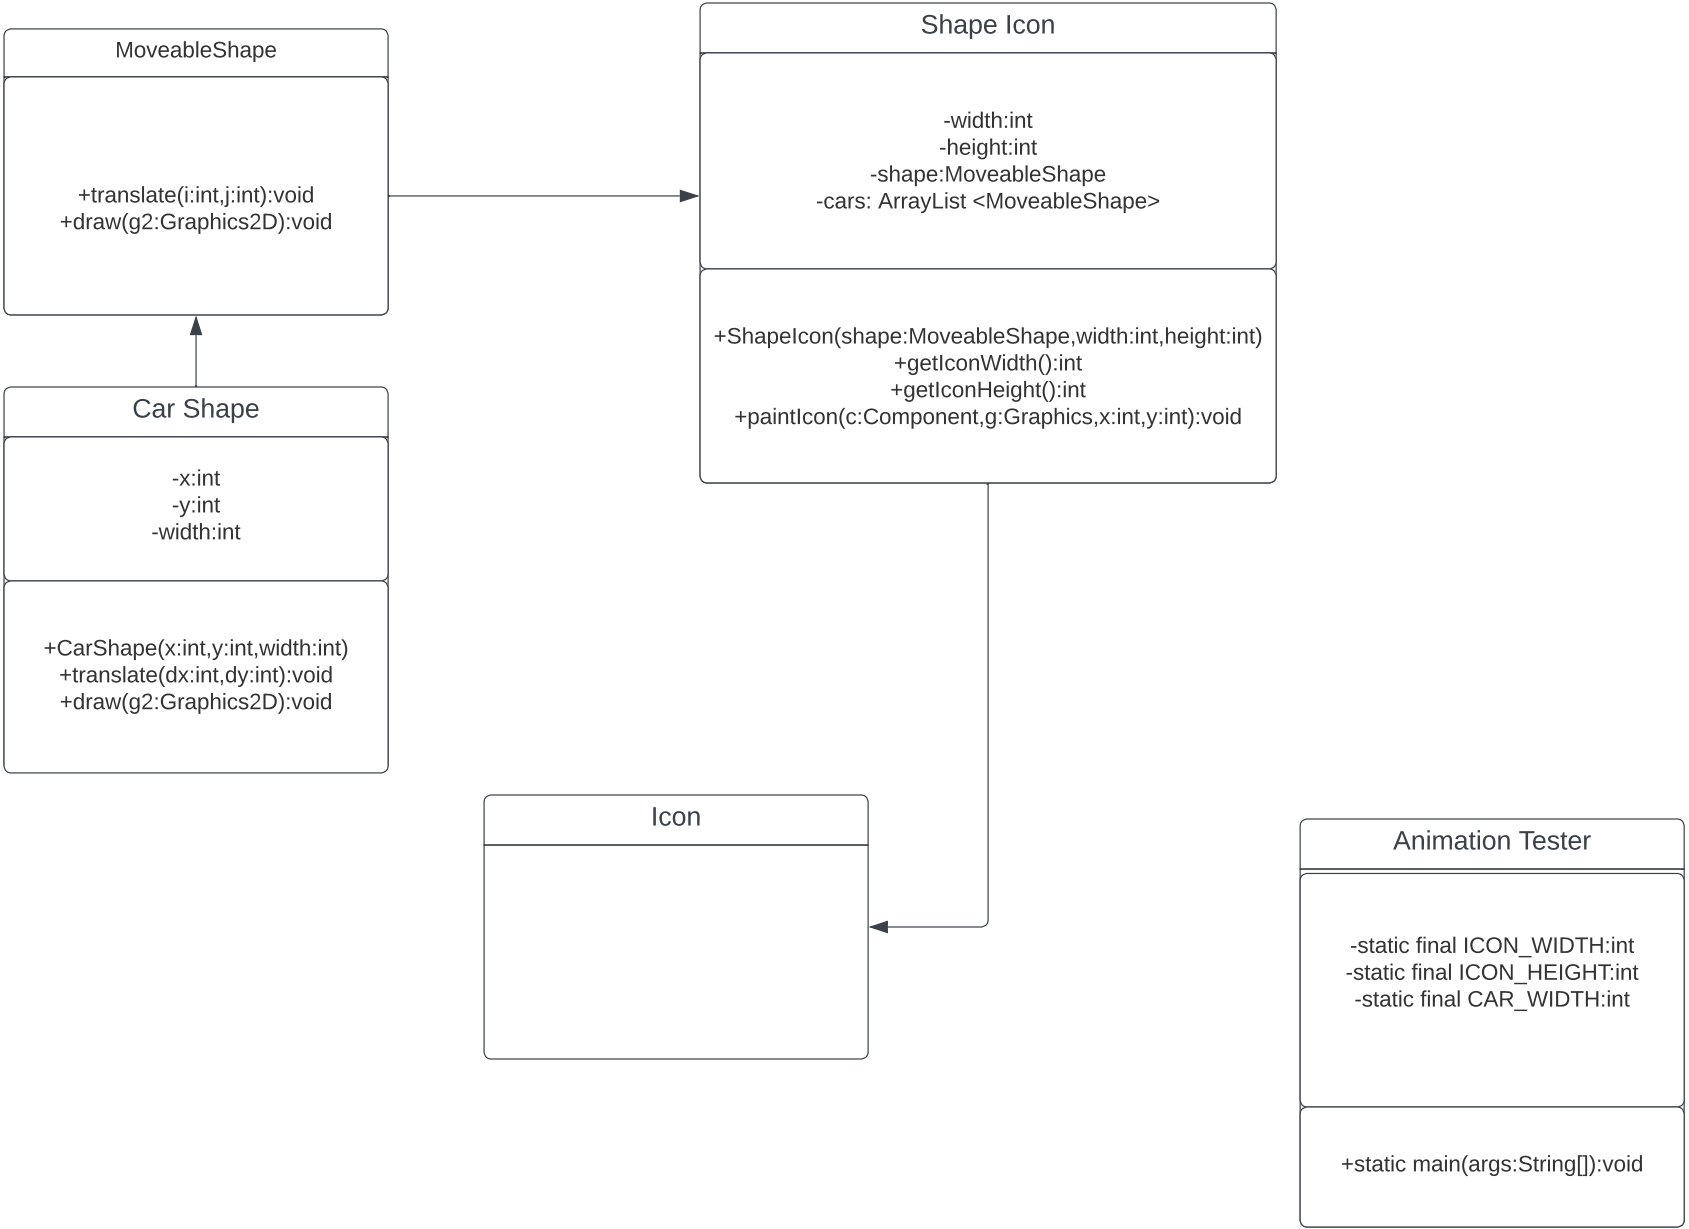 MoveableShape
+translate(i:int,j:int):void
+draw(g2:Graphics2D):void
Shape Icon
-width:int
-height:int
-shape:MoveableShape
-cars: ArrayList <MoveableShape>
+ShapeIcon(shape:MoveableShape,width:int,height:int)
+getIconWidth():int
+getIconHeight():int
+paintIcon(c:Component,g:Graphics,x:int,y:int):void
Car Shape
-x:int
-y:int
-width:int
+CarShape(x:int,y:int,width:int)
+translate(dx:int,dy:int):void
+draw(g2:Graphics2D):void
Icon
Animation Tester
-static final ICON_WIDTH:int
-static final ICON_HEIGHT:int
-static final CAR_WIDTH:int
+static main(args:String[]):void